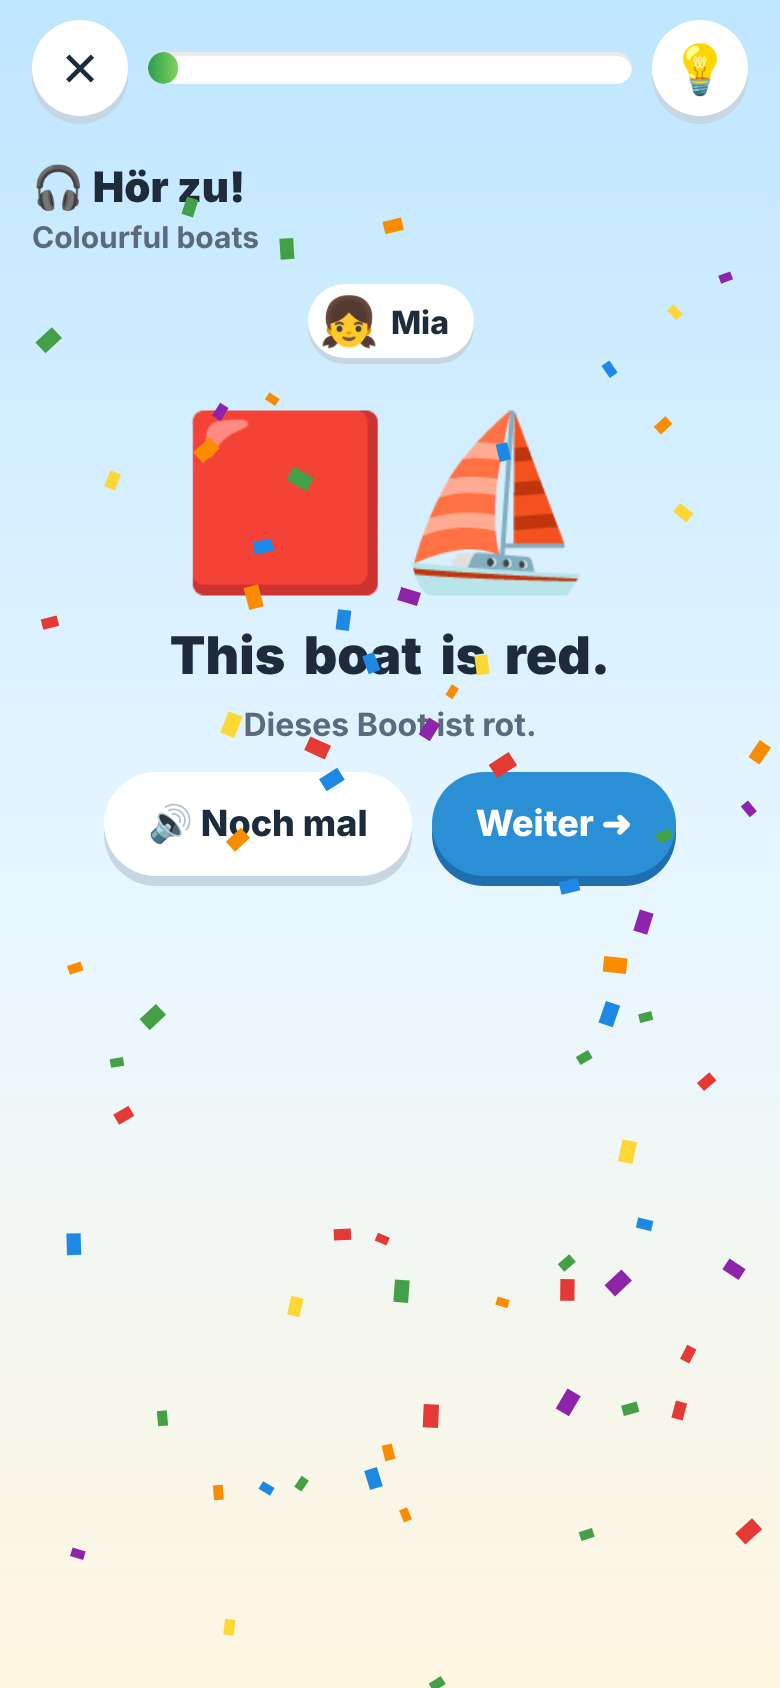 Hör zu!
Colourful boats
Mia
This boat is red.
Dieses Boot ist rot.
Noch mal
Weiter →